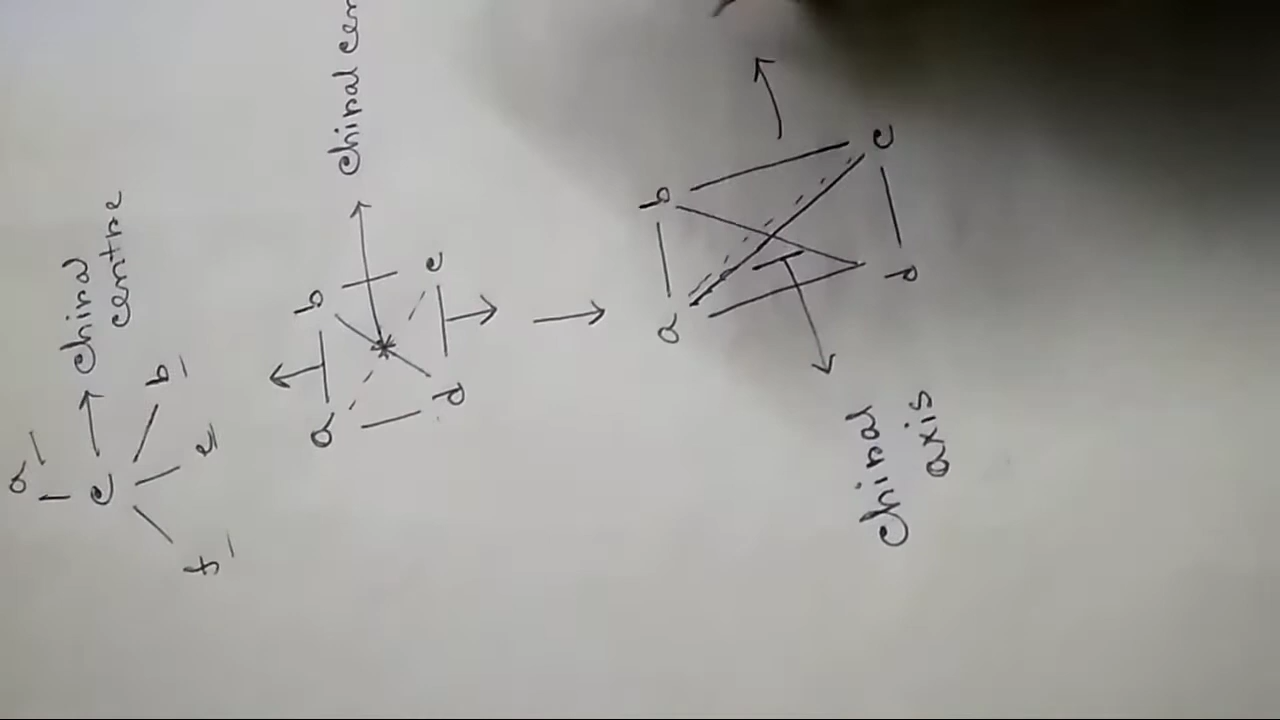 a
c → chiral
centre
b
e
f
chiral cen
a b
d c
a b
d c
chiral
axis